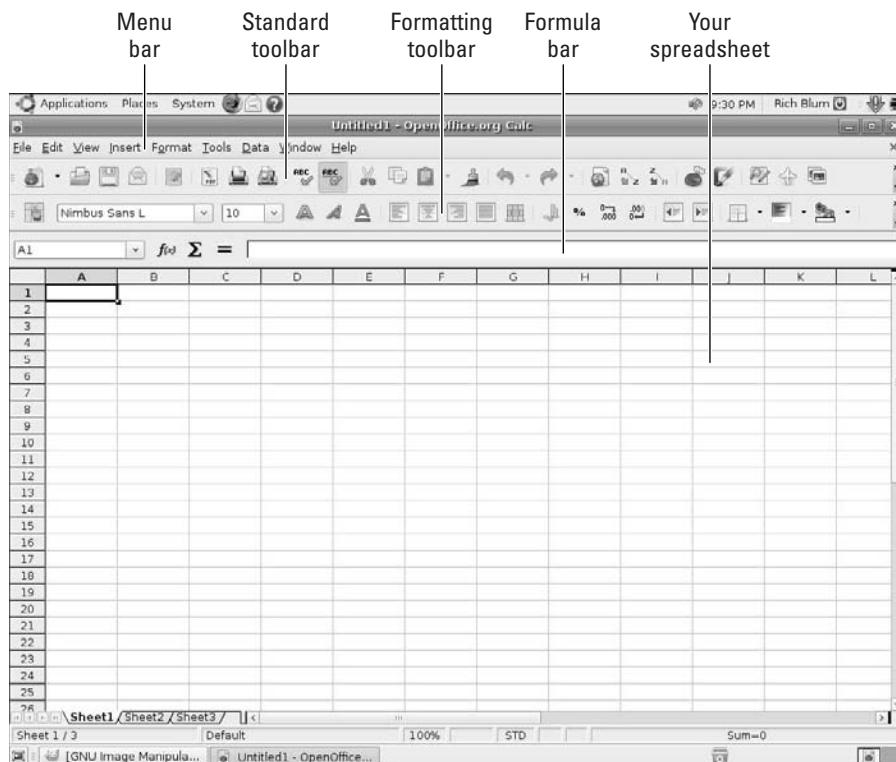 Menu bar
Standard toolbar
Formatting toolbar
Formula bar
Your spreadsheet
Applications Places System 9:30 PM Rich Blum
Untitled1 - OpenOffice.org Calc
File Edit View Insert Format Tools Data Window Help
Nimbus Sans L 10
A1 f(x) Σ =
A B C D E F G H I J K L
1
2
3
4
5
6
7
8
9
10
11
12
13
14
15
16
17
18
19
20
21
22
23
24
25
26
Sheet1 Sheet2 Sheet3
Sheet 1 / 3 Default 100% STD Sum=0
[GNU Image Manipula... Untitled1 - OpenOffice...